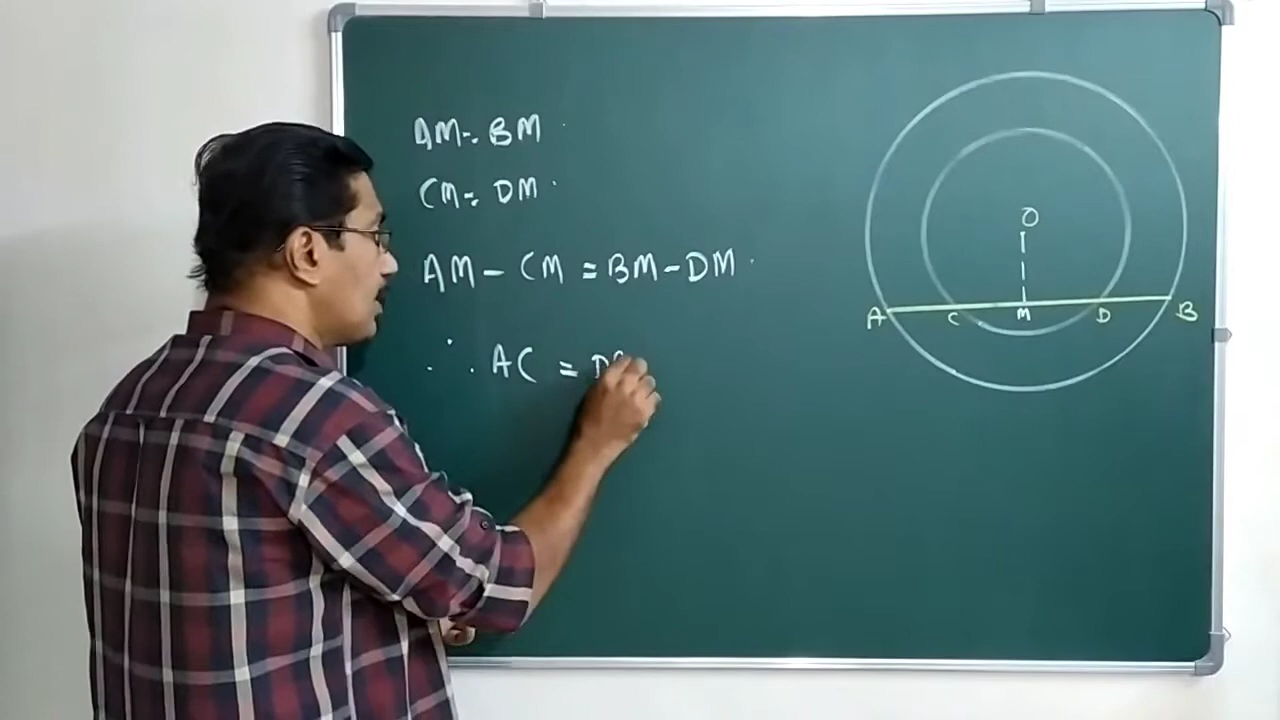 AM = BM
CM = DM
AM - CM = BM - DM
∴ AC =
O
A C M D B